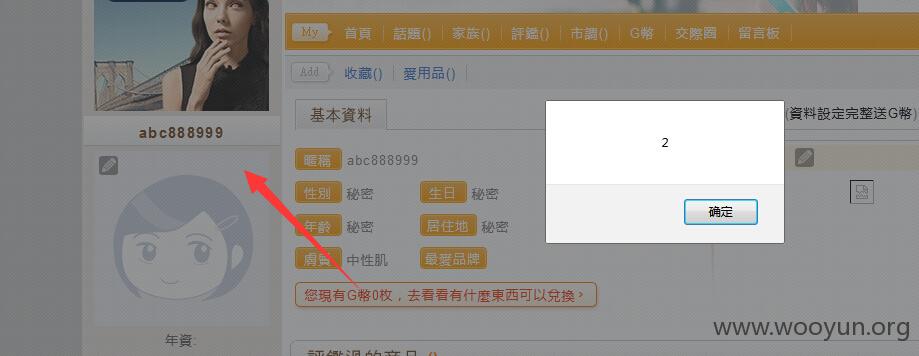 My 首頁 話題() 家族() 評鑑() 市調() G幣 交際圈 留言板
Add 收藏() 愛用品()
abc888999
基本資料
(資料設定完整送G幣)
2
确定
暱稱 abc888999
性別 秘密 生日 秘密
年齡 秘密 居住地 秘密
膚質 中性肌 最愛品牌
您現有G幣0枚，去看看有什麼東西可以兌換>
年資:
評鑑過的商品 ()
www.wooyun.org